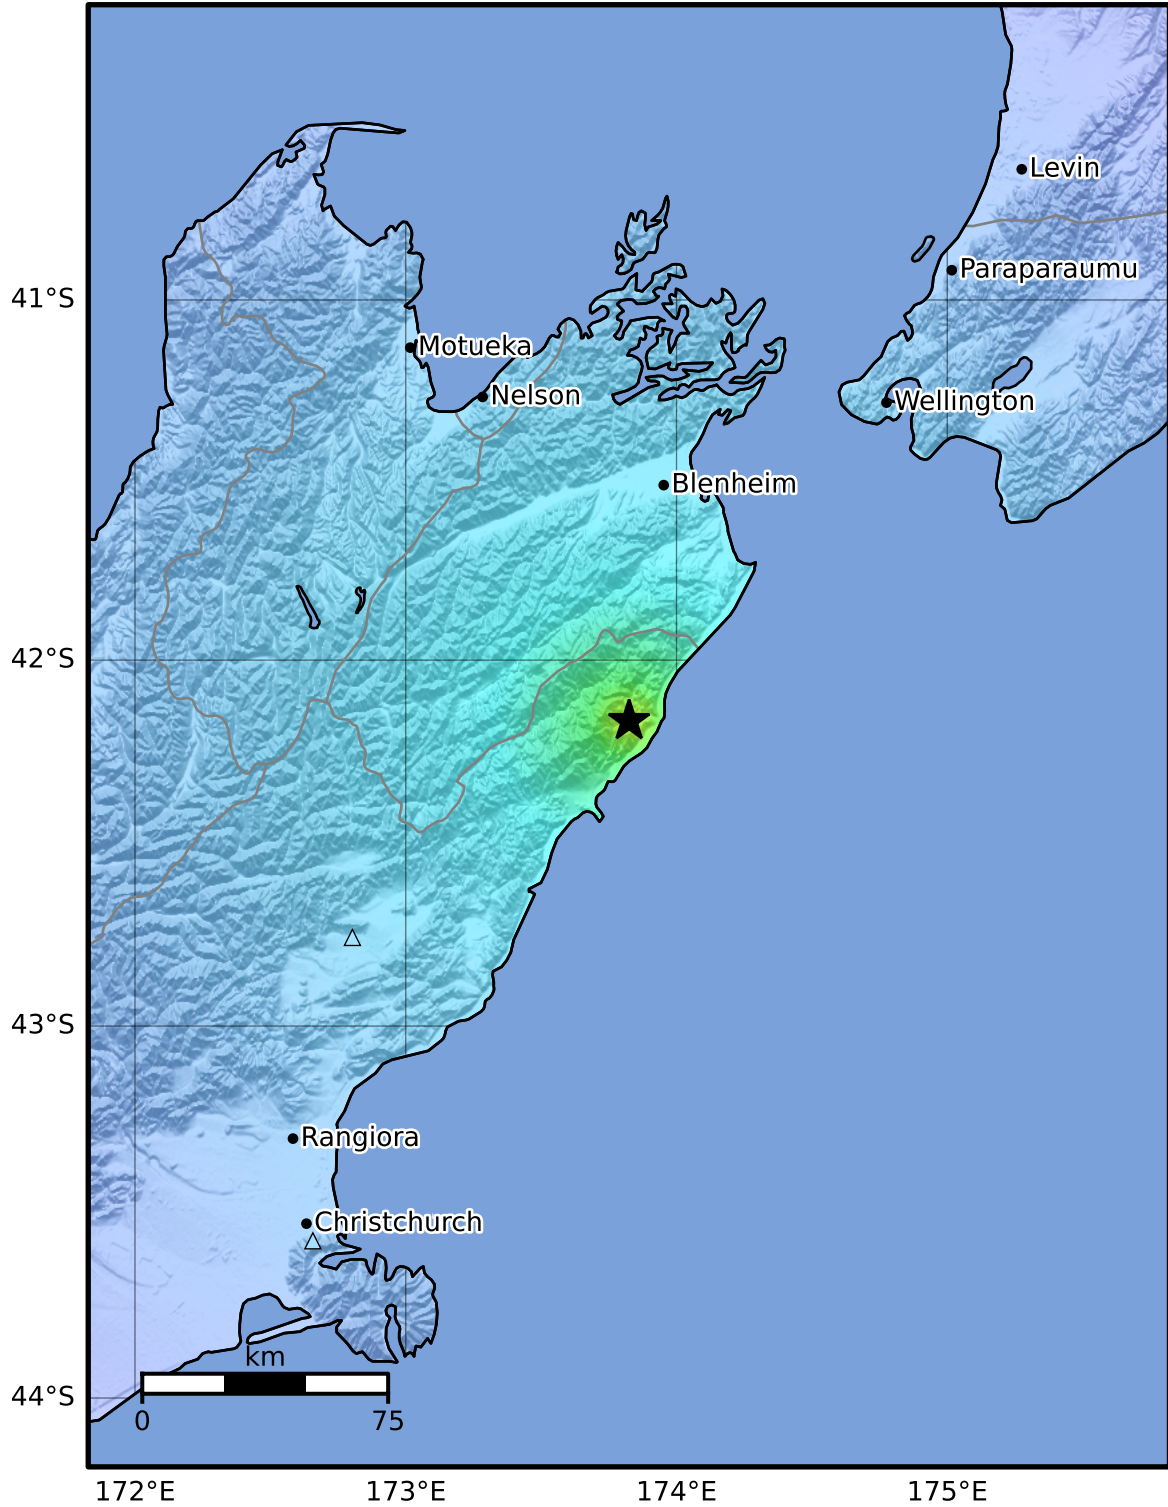 Levin
Paraparaumu
41°S
Motueka
Nelson
Wellington
Blenheim
42°S
43°S
Rangiora
Christchurch
km
44°S
0 75
172°E 173°E 174°E 175°E